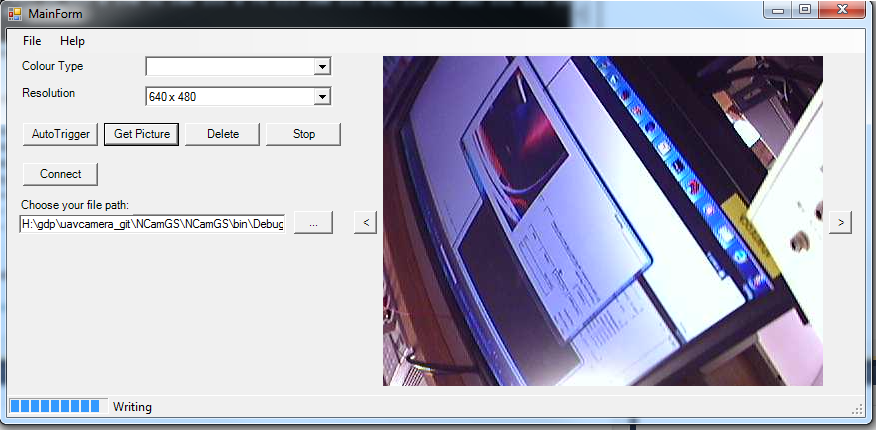 MainForm
File Help
Colour Type
Resolution 640 x 480
AutoTrigger Get Picture Delete Stop
Connect
Choose your file path:
H:\gdp\uavcamera_git\NCamGS\NCamGS\bin\Debug ... < >
Writing